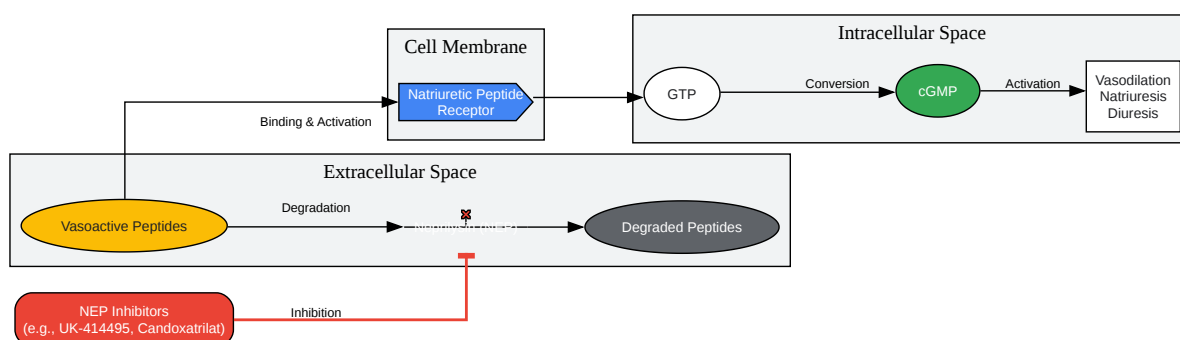 Cell Membrane
Natriuretic Peptide
Receptor
Binding & Activation
Intracellular Space
GTP
Conversion
cGMP
Activation
Vasodilation
Natriuresis
Diuresis
Extracellular Space
Vasoactive Peptides
Degradation
Degraded Peptides
NEP Inhibitors
(e.g., UK-414495, Candoxatrilat)
Inhibition